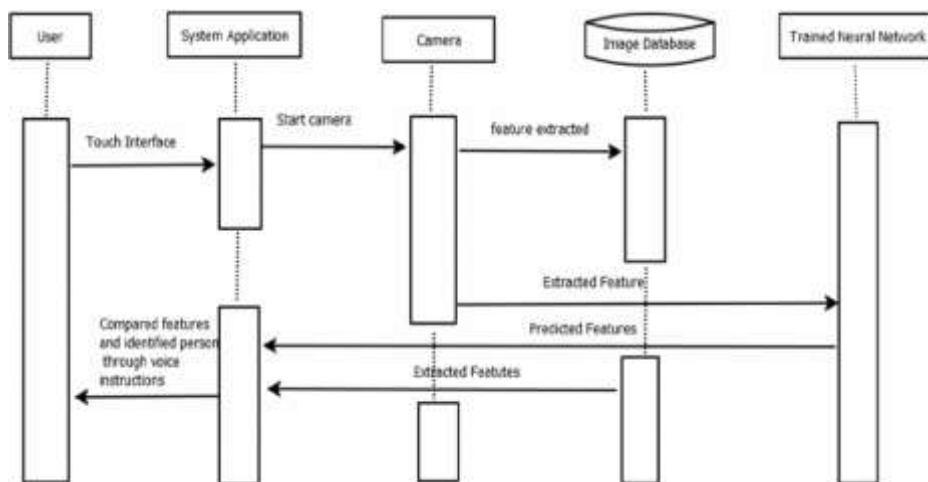 User
System Application
Camera
Image Database
Trained Neural Network
Touch Interface
Start camera
feature extracted
Extracted Feature
Predicted Features
Compared features
and identified person
through voice
instructions
Extracted Featutes